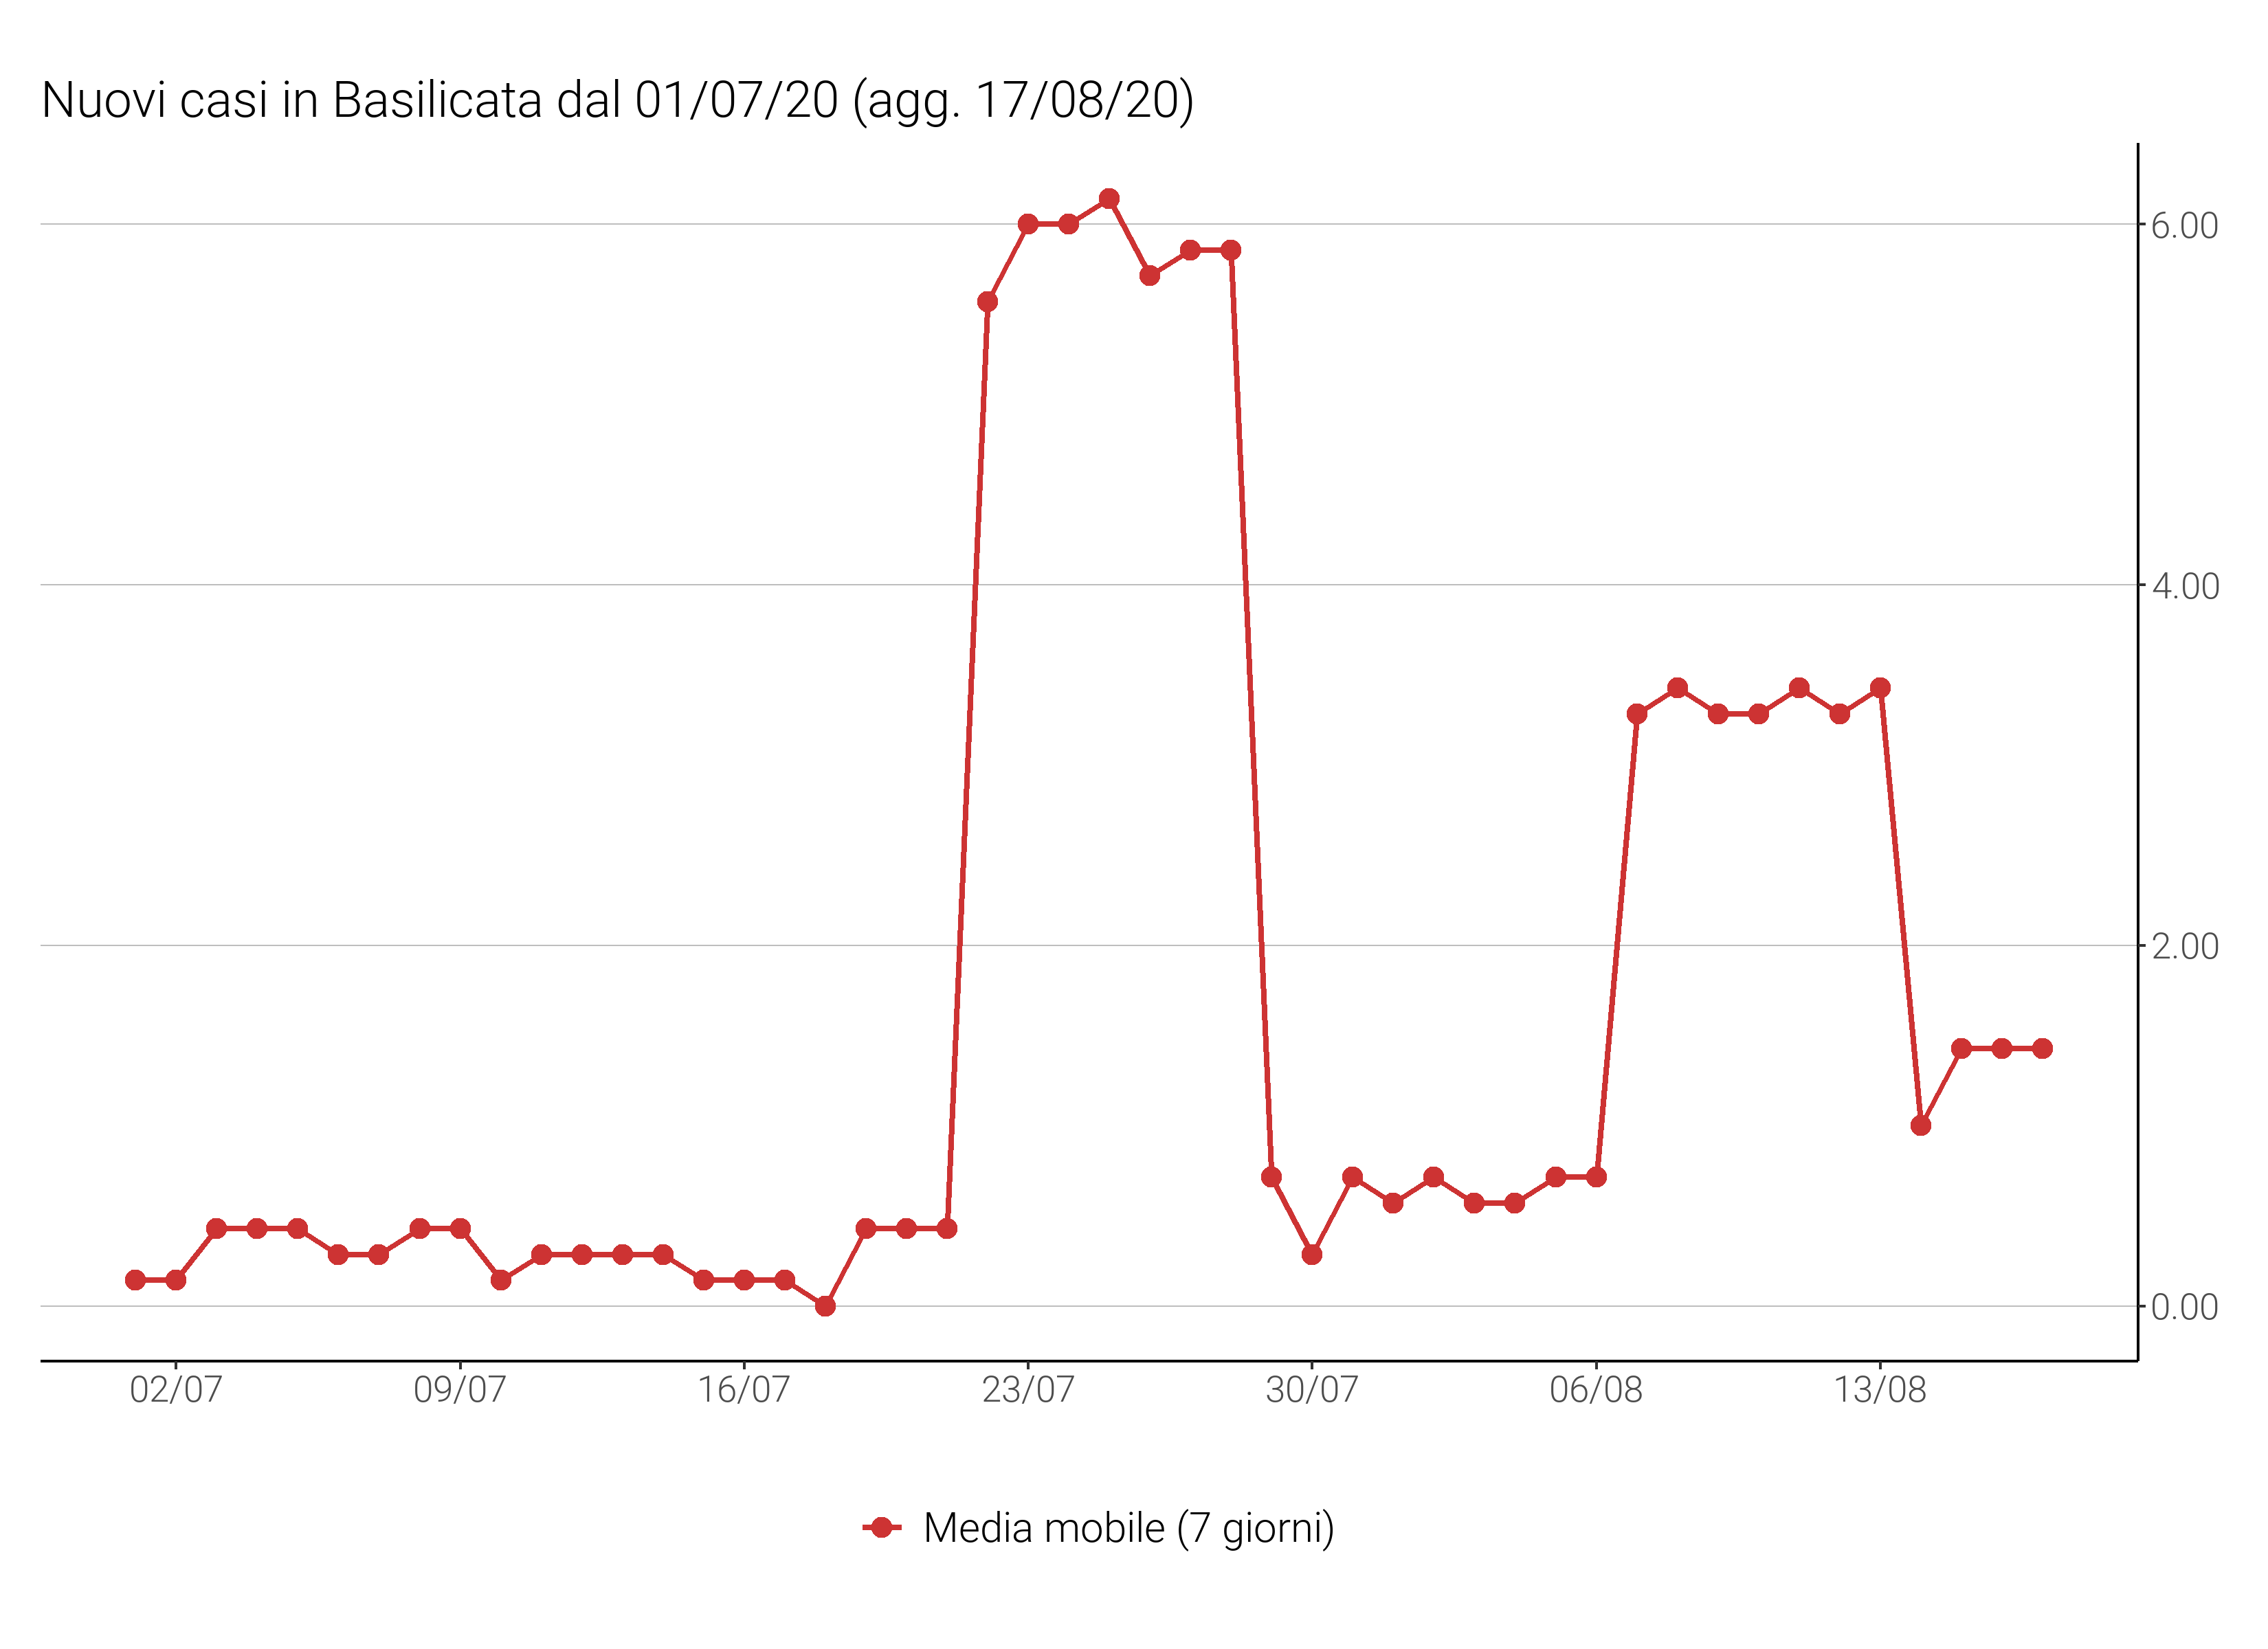 Nuovi casi in Basilicata dal 01/07/20 (agg. 17/08/20)
6.00
4.00
2.00
0.00
02/07 09/07 16/07 23/07 30/07 06/08 13/08
Media mobile (7 giorni)